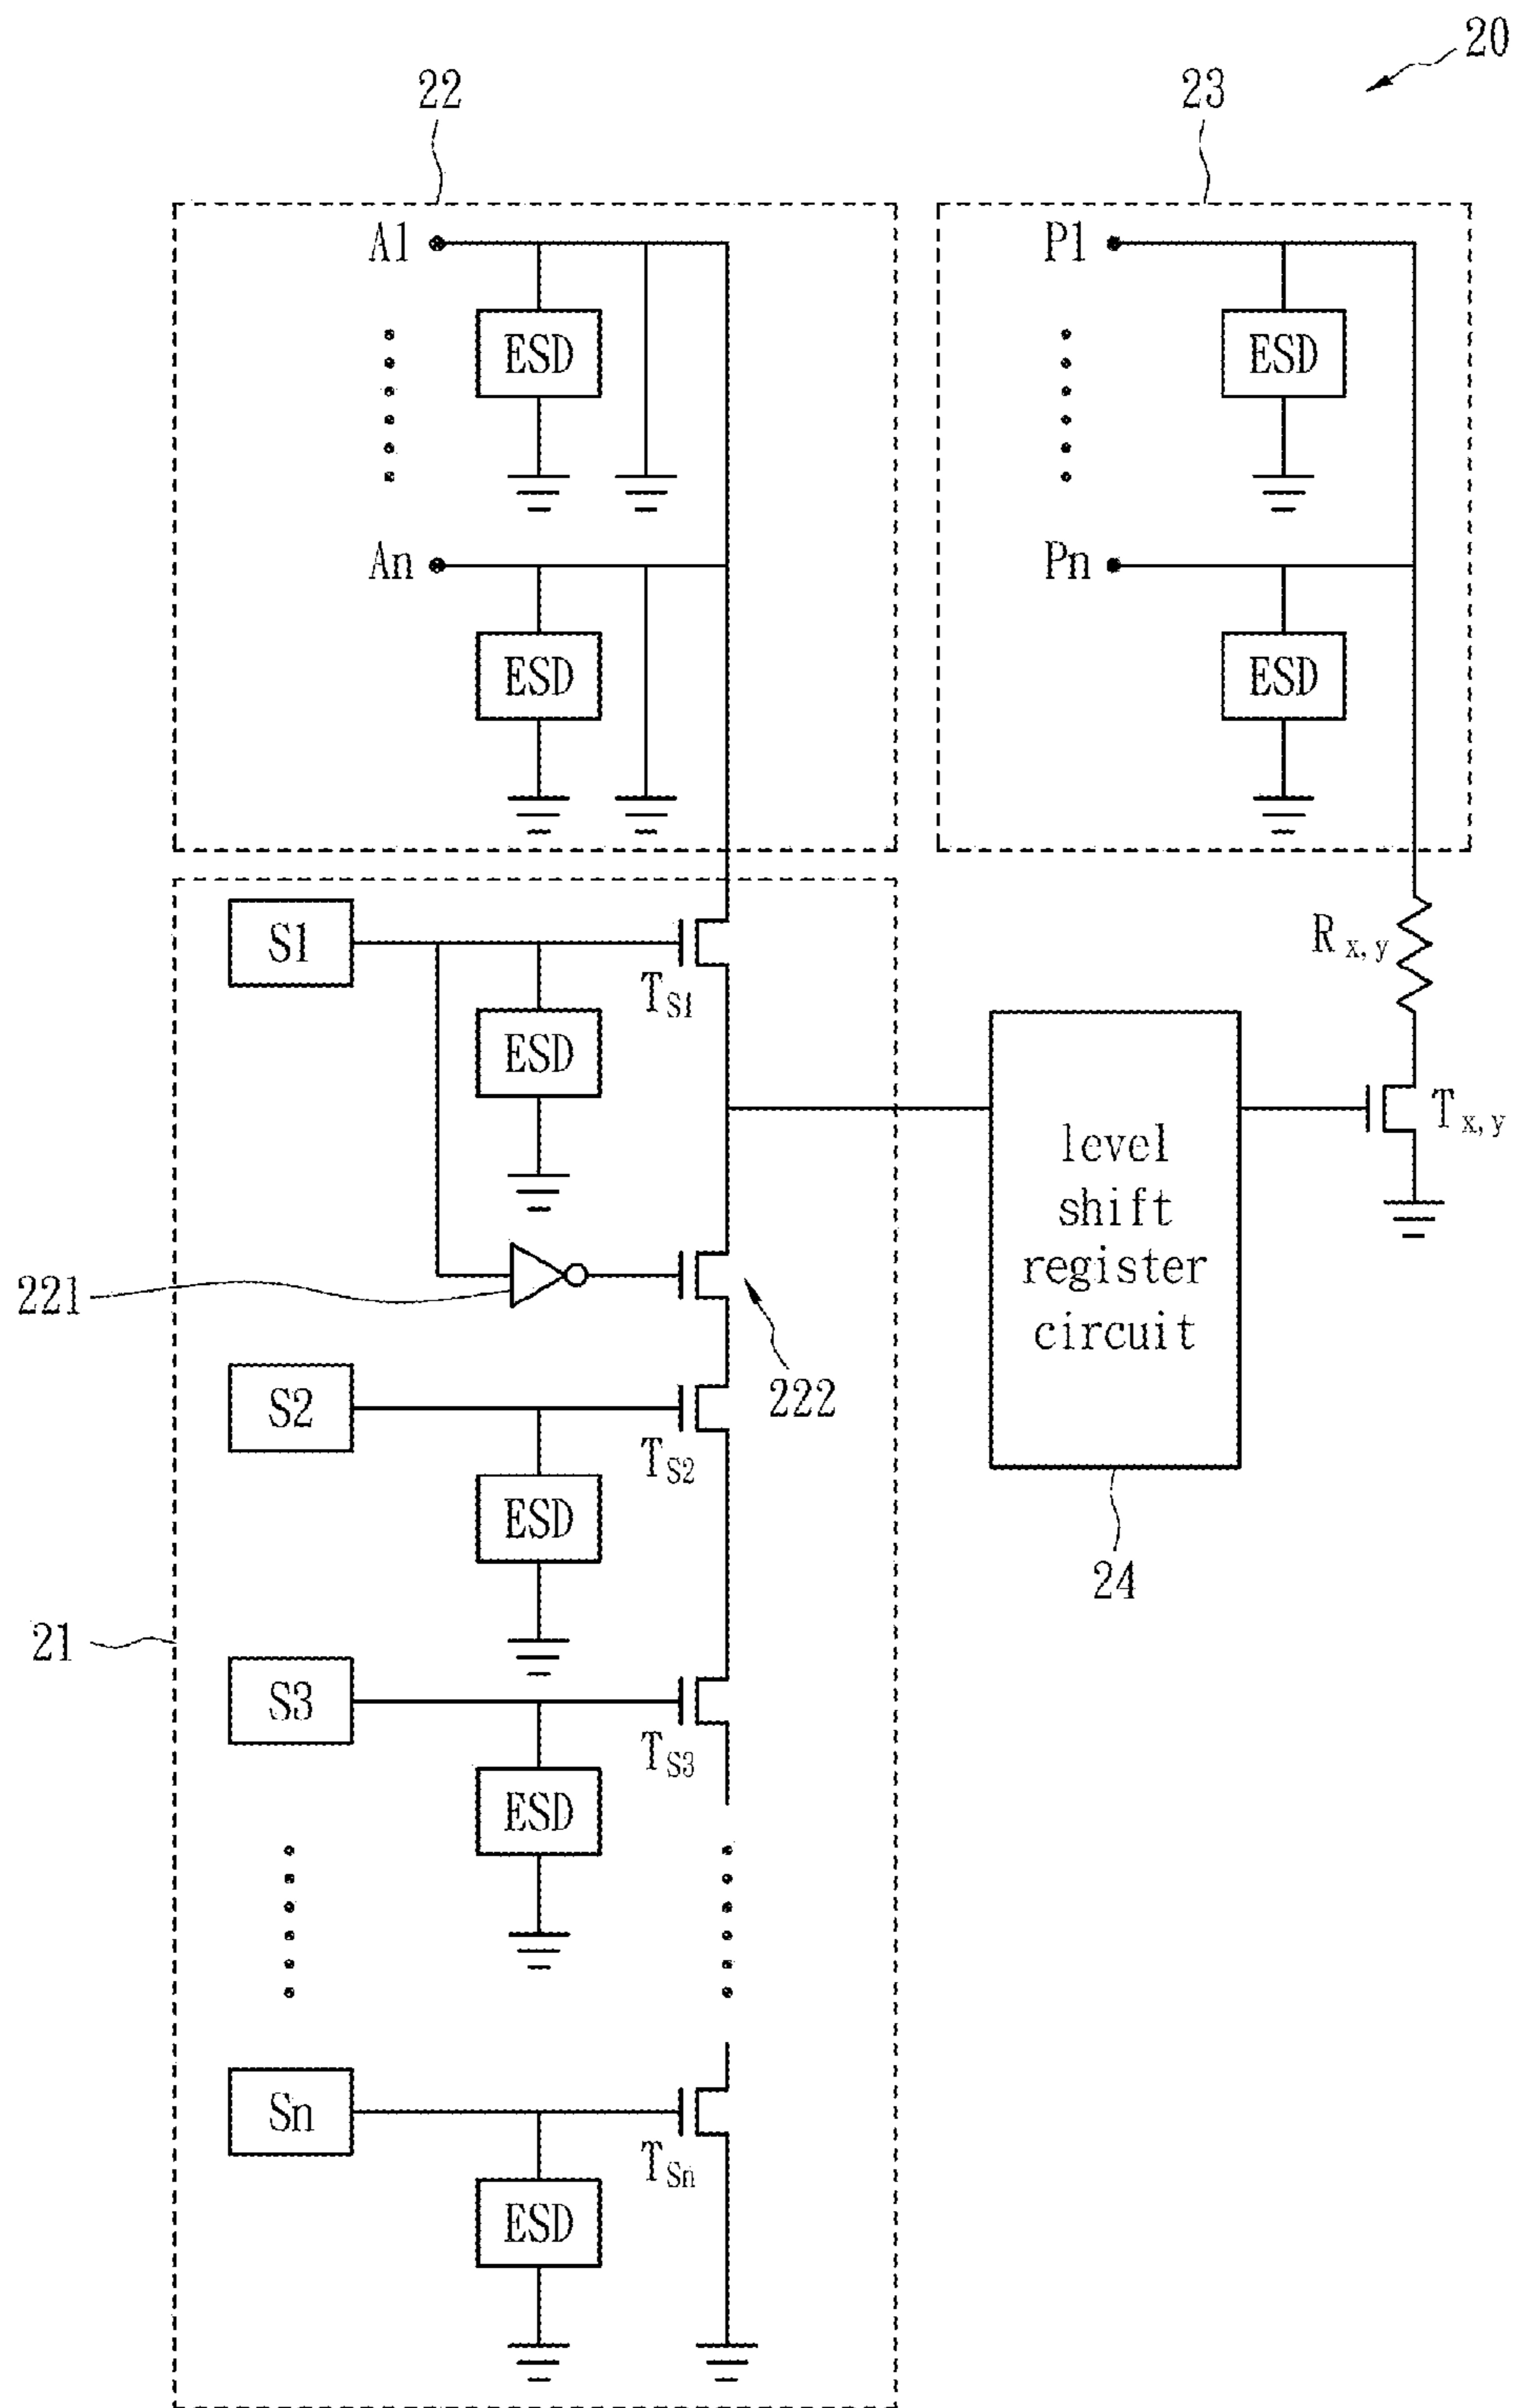 20
22
23
A1
P1
ESD
ESD
An
Pn
ESD
ESD
S1
T S1
R x, y
ESD
T x, y
level
shift
register
circuit
221
222
S2
T S2
ESD
24
21
S3
T S3
ESD
Sn
T Sn
ESD